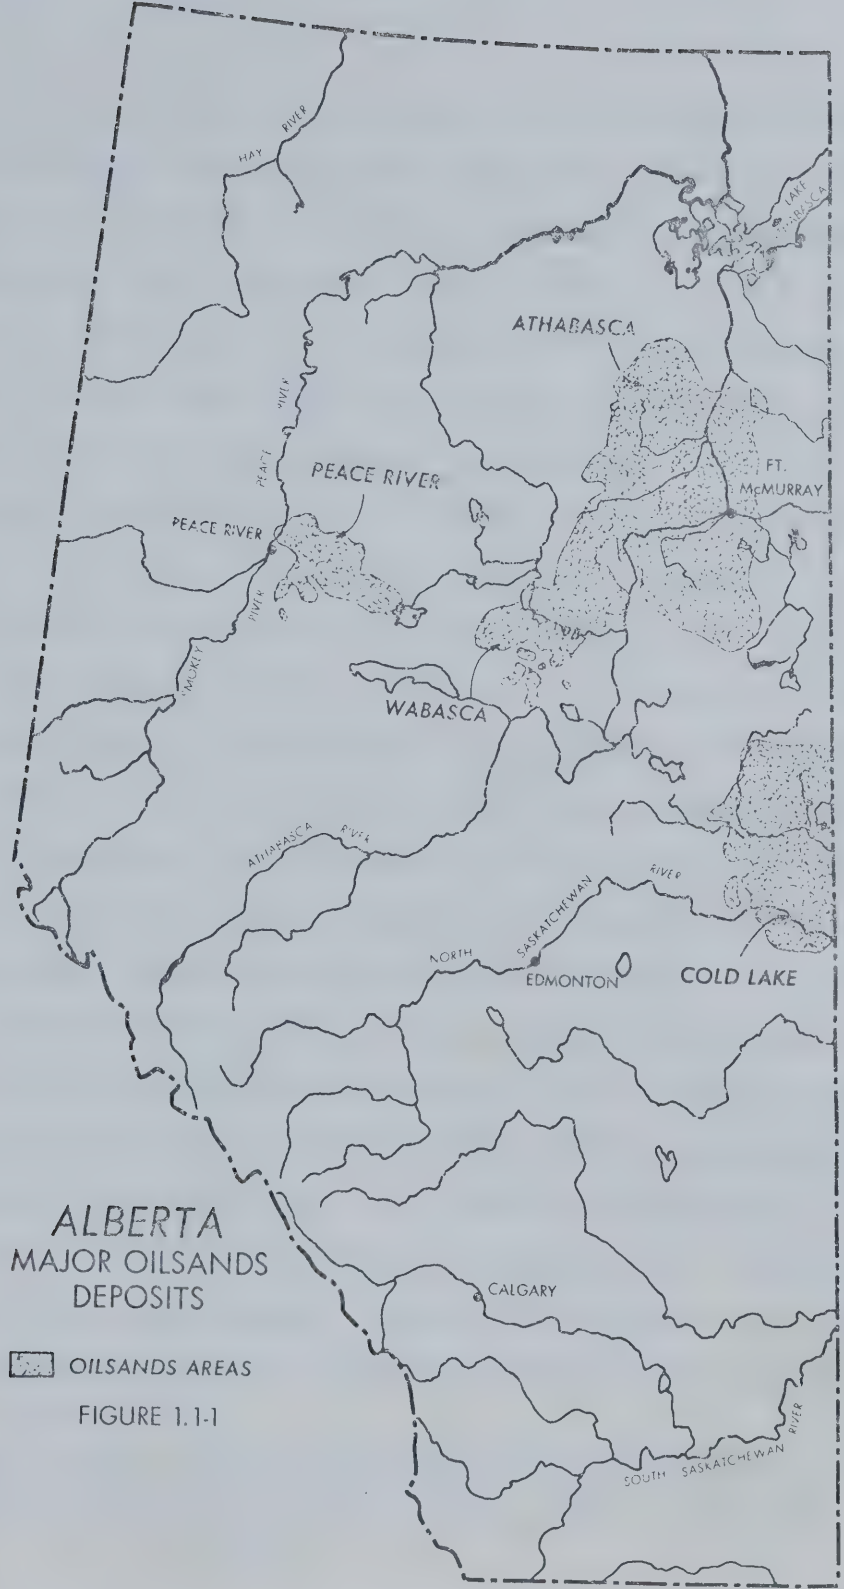 HAY RIVER
LAKE
ATHABASCA
ATHABASCA
PEACE RIVER
PEACE RIVER
FT.
McMURRAY
PEACE RIVER
SMOKEY RIVER
WABASCA
ATHABASCA RIVER
NORTH SASKATCHEWAN RIVER
EDMONTON
COLD LAKE
ALBERTA
MAJOR OILSANDS
DEPOSITS
CALGARY
OILSANDS AREAS
FIGURE 1.1-1
SOUTH SASKATCHEWAN RIVER